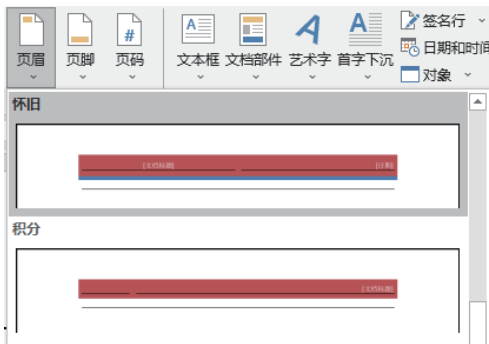 页眉 页脚 页码 文本框 文档部件 艺术字 首字下沉
签名行
日期和时间
对象
怀旧
[文档标题] [日期]
积分
[文档标题]